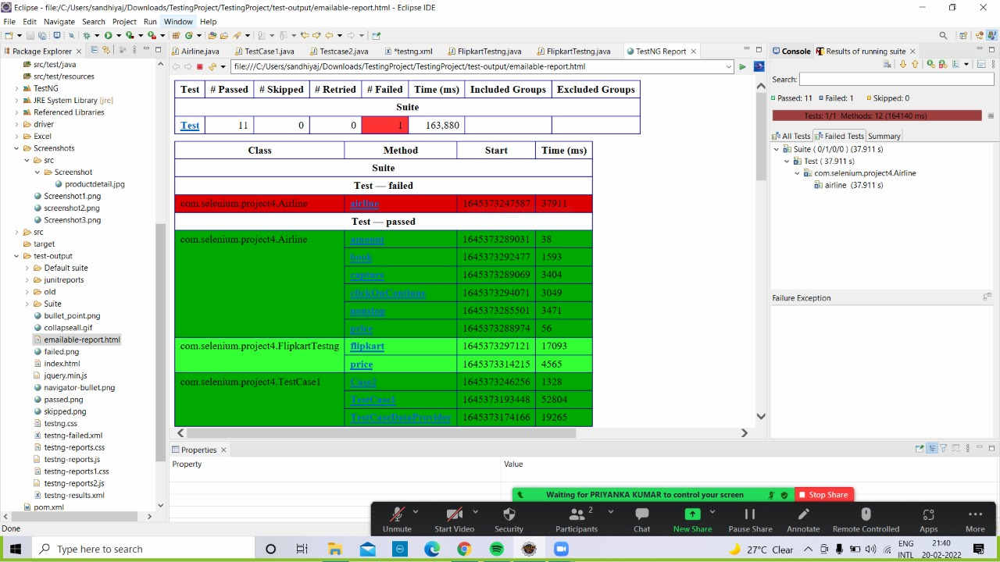 Eclipse - file:/C:/Users/sandhiyaj/Downloads/TestingProject/TestingProject/test-output/emailable-report.html - Eclipse IDE
File Edit Navigate Search Project Run Window Help
Package Explorer
src/test/java
src/test/resources
TestNG
JRE System Library [jre]
Referenced Libraries
driver
Excel
Screenshots
src
Screenshot
productdetail.jpg
Screenshot1.png
screenshot2.png
Screenshot3.png
src
target
test-output
Default suite
junitreports
old
Suite
bullet_point.png
collapseall.gif
emailable-report.html
failed.png
index.html
jquery.min.js
navigator-bullet.png
passed.png
skipped.png
testng.css
testng-failed.xml
testng-reports.css
testng-reports.js
testng-reports1.css
testng-reports2.js
testng-results.xml
pom.xml
Done
Airline.java TestCase1.java Testcase2.java *testng.xml FlipkartTestng.java FlipkartTestng.java TestNG Report
file:///C:/Users/sandhiyaj/Downloads/TestingProject/TestingProject/test-output/emailable-report.html
Test # Passed # Skipped # Retried # Failed Time (ms) Included Groups Excluded Groups
Suite
Test 11 0 0 1 163,880
Class Method Start Time (ms)
Suite
Test — failed
com.selenium.project4.Airline airline 1645373247587 37911
Test — passed
com.selenium.project4.Airline amount 1645373289031 38
book 1645373292477 1593
capture 1645373289069 3404
clickOnContinue 1645373294071 3049
nonstop 1645373285501 3471
price 1645373288974 56
com.selenium.project4.FlipkartTestng flipkart 1645373297121 17093
price 1645373314215 4565
com.selenium.project4.TestCase1 Case2 1645373246256 1328
TestCase1 1645373193448 52804
TestCaseDataProvider 1645373174166 19265
Properties
Property Value
Console Results of running suite
Search:
Passed: 11 Failed: 1 Skipped: 0
Tests: 1/1 Methods: 12 (164140 ms)
All Tests Failed Tests Summary
Suite ( 0/1/0/0 ) (37.911 s)
Test ( 37.911 s)
com.selenium.project4.Airline
airline (37.911 s)
Failure Exception
Waiting for PRIYANKA KUMAR to control your screen Stop Share
2
Unmute Start Video Security Participants Chat New Share Pause Share Annotate Remote Controlled Apps More
Type here to search
27°C Clear
ENG
INTL
21:40
20-02-2022